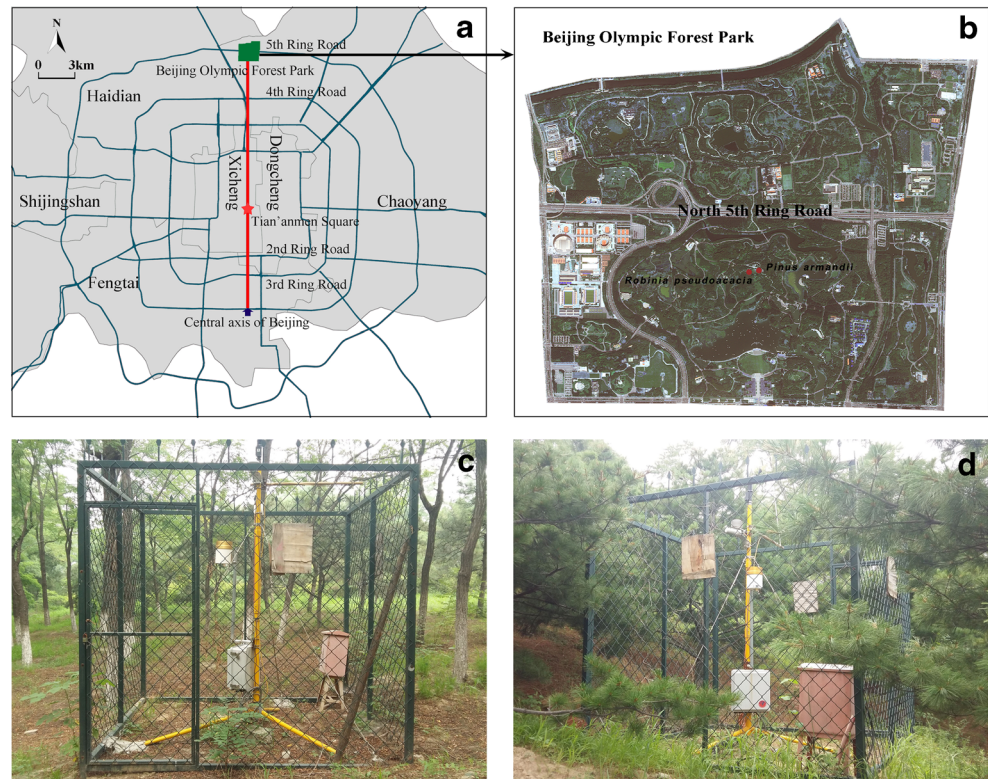 a
N
0 3km
5th Ring Road
Beijing Olympic Forest Park
4th Ring Road
Haidian
Xicheng
Dongcheng
Shijingshan
Chaoyang
Tian'anmen Square
2nd Ring Road
3rd Ring Road
Fengtai
Central axis of Beijing
b
Beijing Olympic Forest Park
North 5th Ring Road
Pinus armandii
Robinia pseudoacacia
c
d